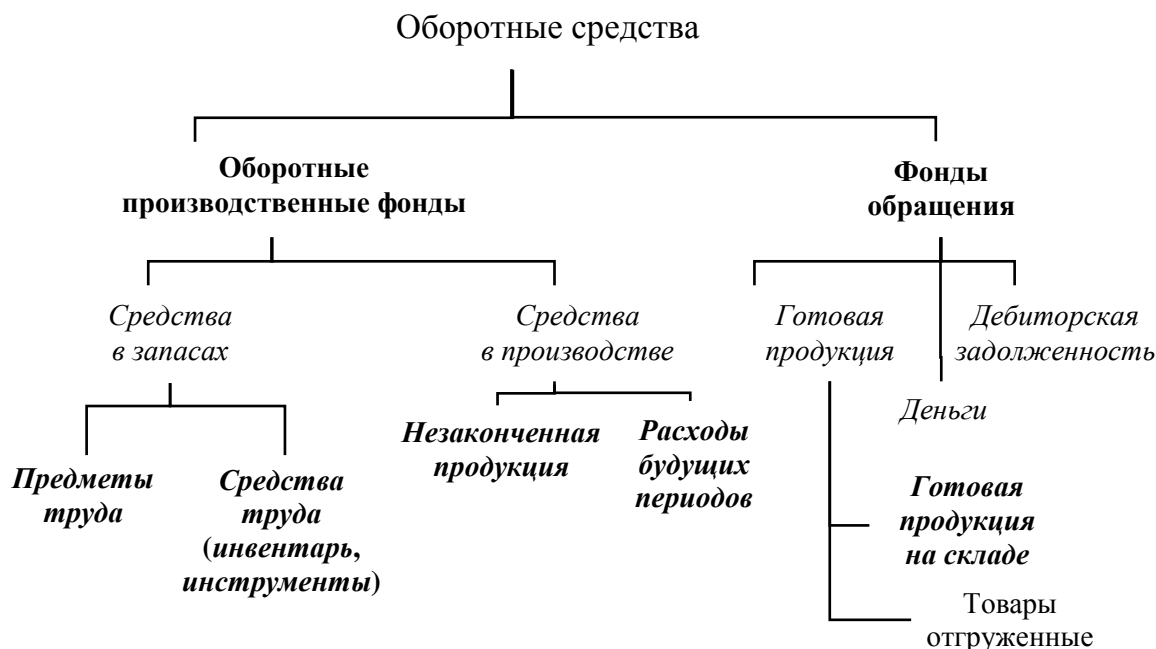 Оборотные средства
Оборотные
производственные фонды
Фонды
обращения
Средства
в запасах
Средства
в производстве
Готовая
продукция
Дебиторская
задолженность
Деньги
Предметы
труда
Средства
труда
(инвентарь,
инструменты)
Незаконченная
продукция
Расходы
будущих
периодов
Готовая
продукция
на складе
Товары
отгруженные